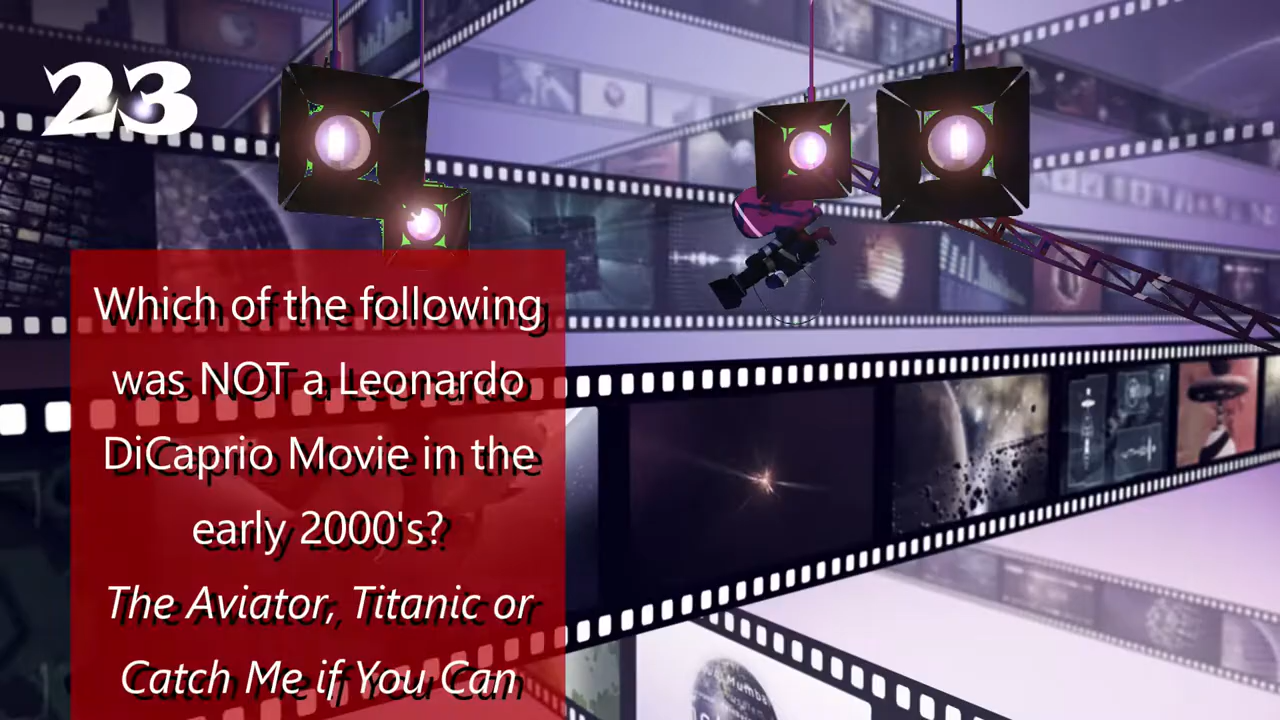 23
Which of the following
was NOT a Leonardo
DiCaprio Movie in the
early 2000's?
The Aviator, Titanic or
Catch Me if You Can